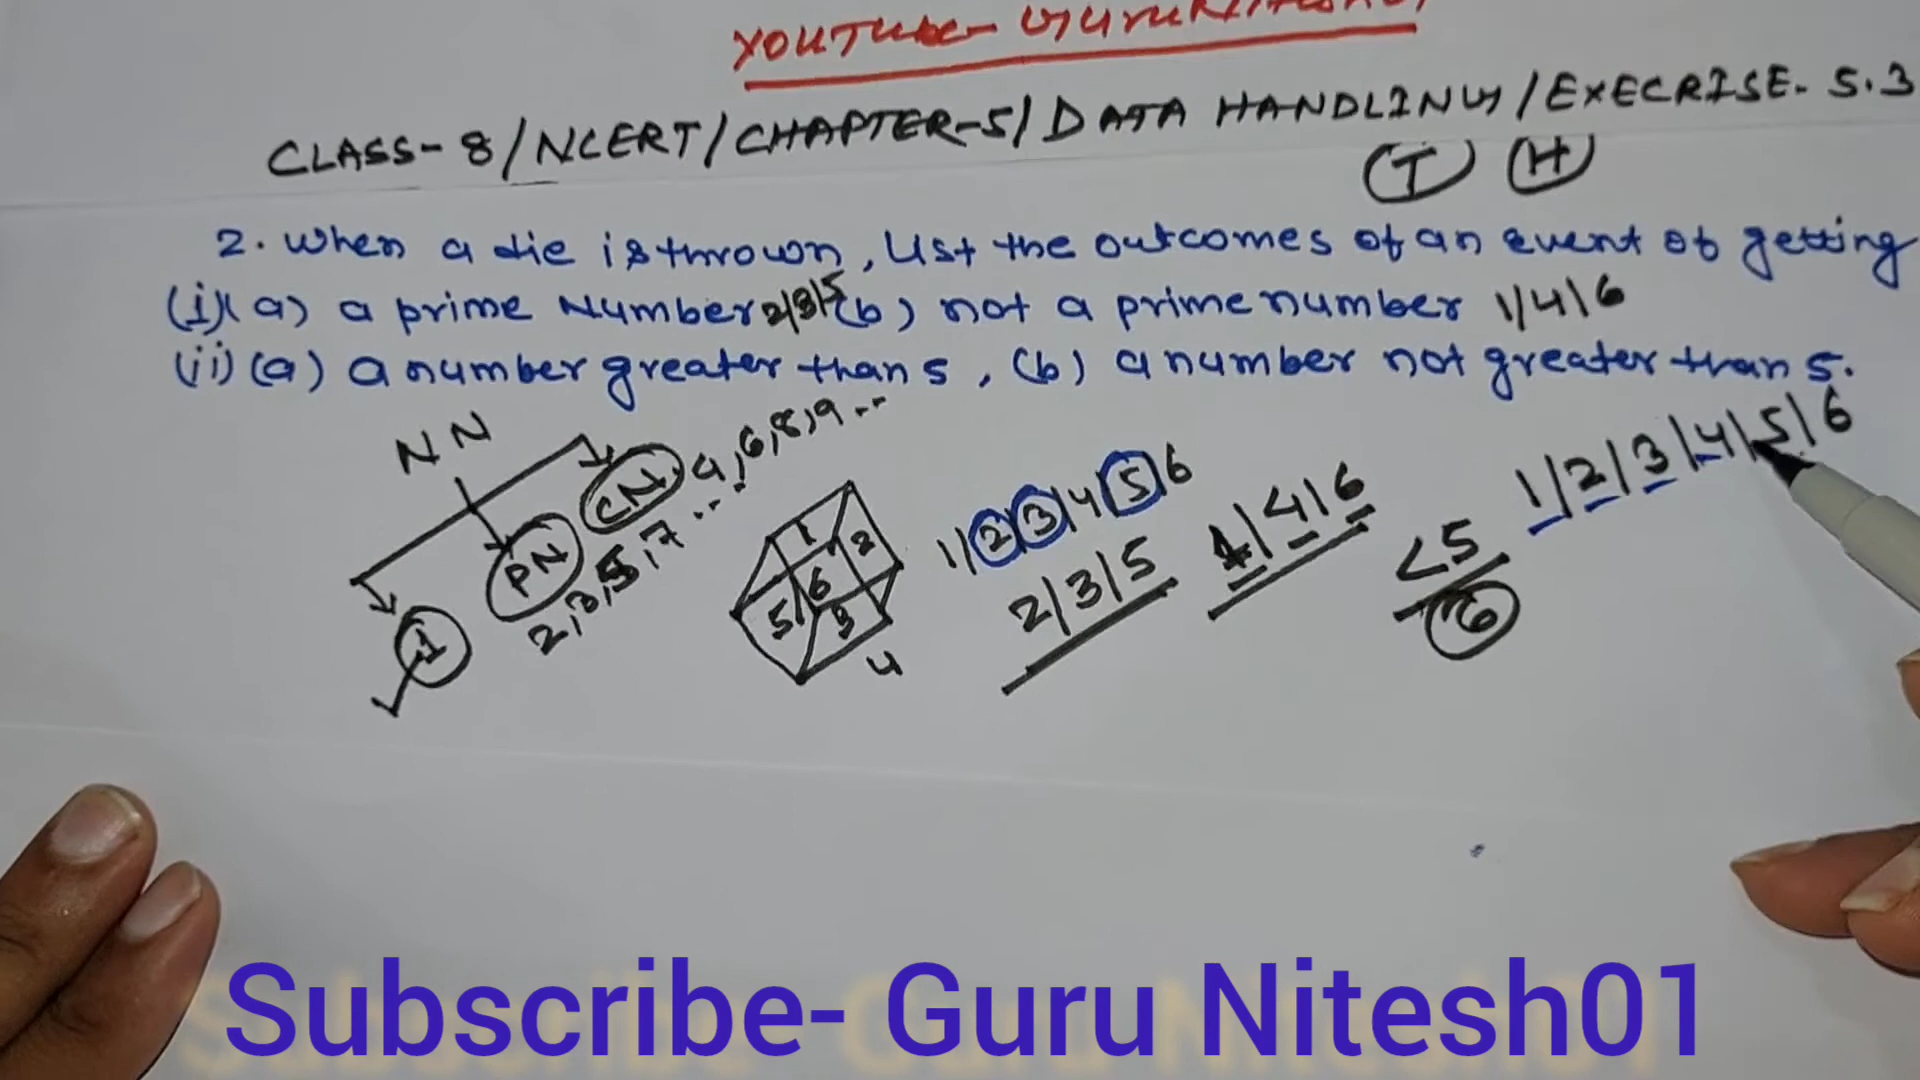 YOUTUBE-
CLASS-8/NCERT/CHAPTER-5/DATA HANDLING/EXECRISE-5.3
T H
2. When a die is thrown, List the outcomes of an event of getting
(i)(a) a prime Number 2/3/5 (b) not a prime number 1/4/6
(ii) (a) a number greater than 5, (b) a number not greater than 5.
NN
CN 4,6,8,9..
PN
2,3,5,7...
1
1 2 6 5 3 4
1/2/3/4/5/6
2/3/5
1/4/6
<5
6
1/2/3/4/5/6
Subscribe- Guru Nitesh01